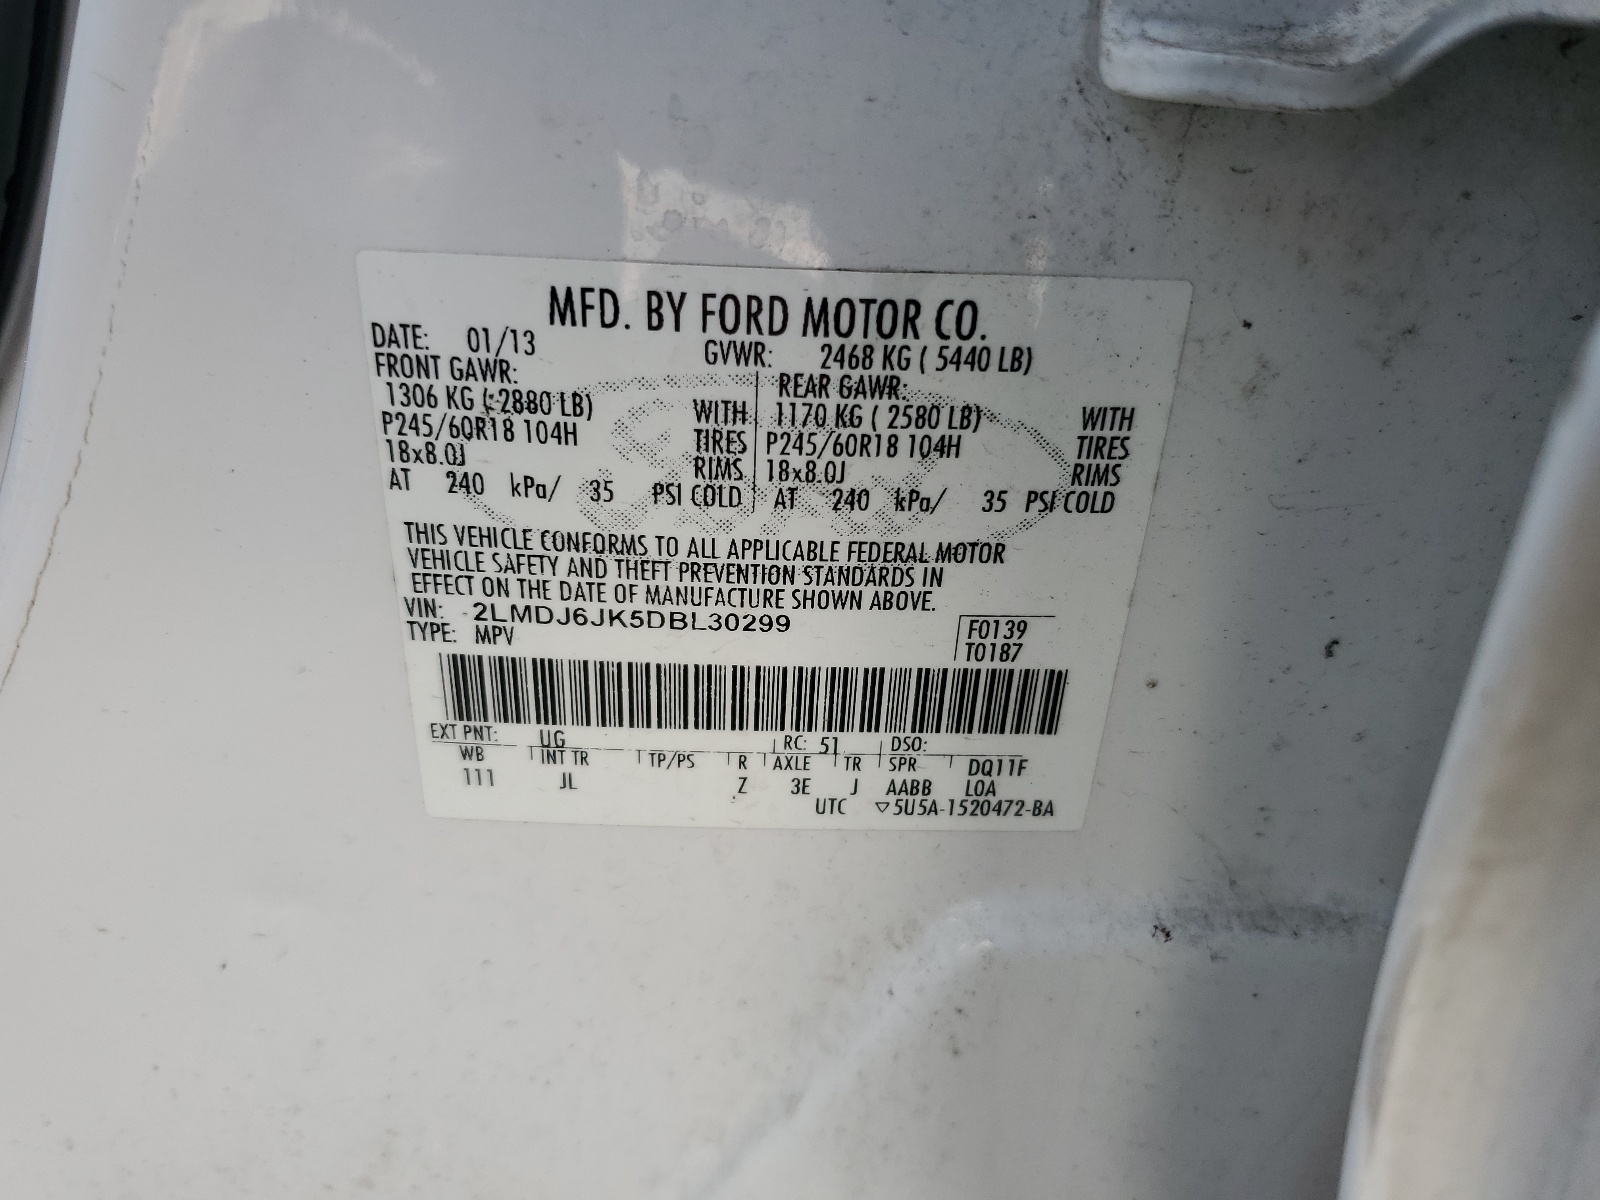 MFD. BY FORD MOTOR CO.
DATE: 01/13 GVWR: 2468 KG ( 5440 LB)
FRONT GAWR: REAR GAWR:
1306 KG ( 2880 LB) WITH 1170 KG ( 2580 LB) WITH
P245/60R18 104H TIRES P245/60R18 104H TIRES
18x8.0J RIMS 18x8.0J RIMS
AT 240 kPa/ 35 PSI COLD AT 240 kPa/ 35 PSI COLD
THIS VEHICLE CONFORMS TO ALL APPLICABLE FEDERAL MOTOR
VEHICLE SAFETY AND THEFT PREVENTION STANDARDS IN
EFFECT ON THE DATE OF MANUFACTURE SHOWN ABOVE.
VIN: 2LMDJ6JK5DBL30299 F0139
TYPE: MPV T0187
EXT PNT: UG RC: 51 DSO:
WB INT TR TP/PS R AXLE TR SPR DQ11F
111 JL Z 3E J AABB LOA
UTC ▽5U5A-1520472-BA